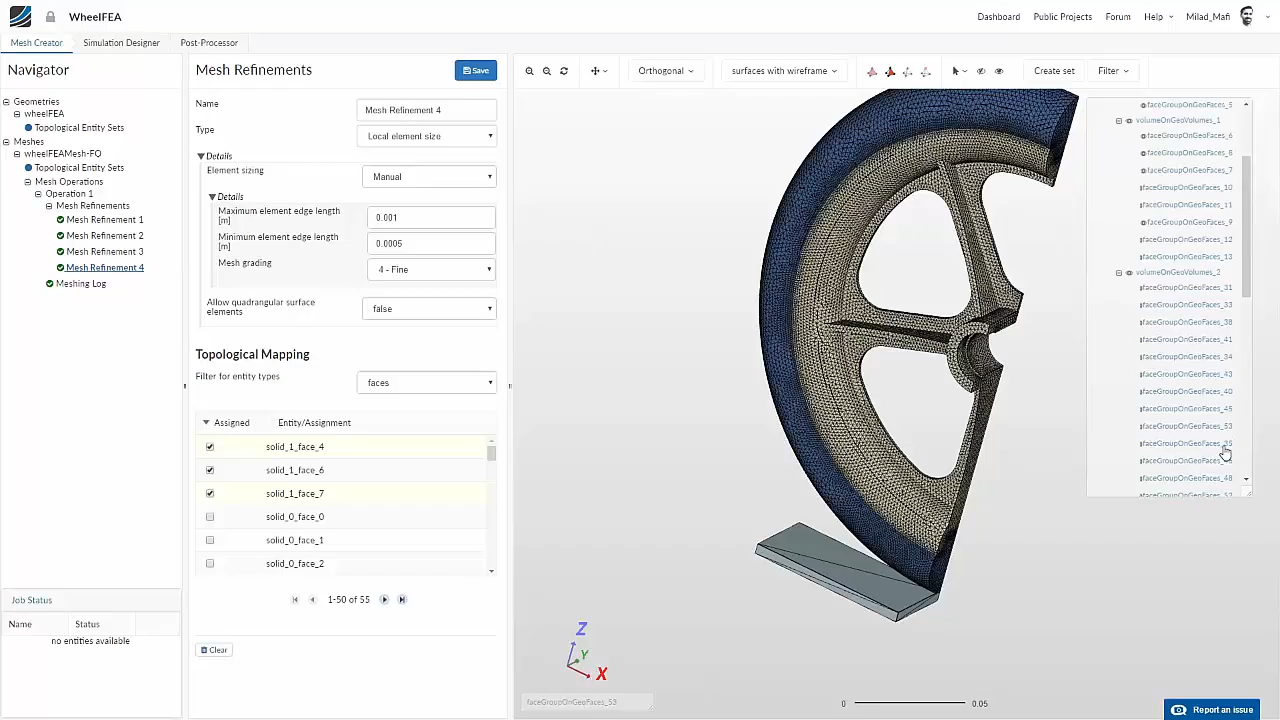 WheelFEA
Dashboard
Public Projects
Forum
Help
Milad_Mafi
Mesh Creator
Simulation Designer
Post-Processor
Navigator
Geometries
wheelFEA
Topological Entity Sets
Meshes
wheelFEAMesh-FO
Topological Entity Sets
Mesh Operations
Operation 1
Mesh Refinements
Mesh Refinement 1
Mesh Refinement 2
Mesh Refinement 3
Mesh Refinement 4
Meshing Log
Job Status
Name Status
no entities available
Mesh Refinements
Save
Name
Mesh Refinement 4
Type
Local element size
Details
Element sizing
Manual
Details
Maximum element edge length
[m]
0.001
Minimum element edge length
[m]
0.0005
Mesh grading
4 - Fine
Allow quadrangular surface
elements
false
Topological Mapping
Filter for entity types
faces
Assigned Entity/Assignment
solid_1_face_4
solid_1_face_6
solid_1_face_7
solid_0_face_0
solid_0_face_1
solid_0_face_2
1-50 of 55
Clear
Orthogonal
surfaces with wireframe
Create set
Filter
faceGroupOnGeoFaces_5
volumeOnGeoVolumes_1
faceGroupOnGeoFaces_6
faceGroupOnGeoFaces_8
faceGroupOnGeoFaces_7
faceGroupOnGeoFaces_10
faceGroupOnGeoFaces_11
faceGroupOnGeoFaces_9
faceGroupOnGeoFaces_12
faceGroupOnGeoFaces_13
volumeOnGeoVolumes_2
faceGroupOnGeoFaces_31
faceGroupOnGeoFaces_33
faceGroupOnGeoFaces_38
faceGroupOnGeoFaces_41
faceGroupOnGeoFaces_34
faceGroupOnGeoFaces_43
faceGroupOnGeoFaces_40
faceGroupOnGeoFaces_45
faceGroupOnGeoFaces_53
faceGroupOnGeoFaces_35
faceGroupOnGeoFaces_48
Z
Y
X
faceGroupOnGeoFaces_53
0
0.05
Report an issue